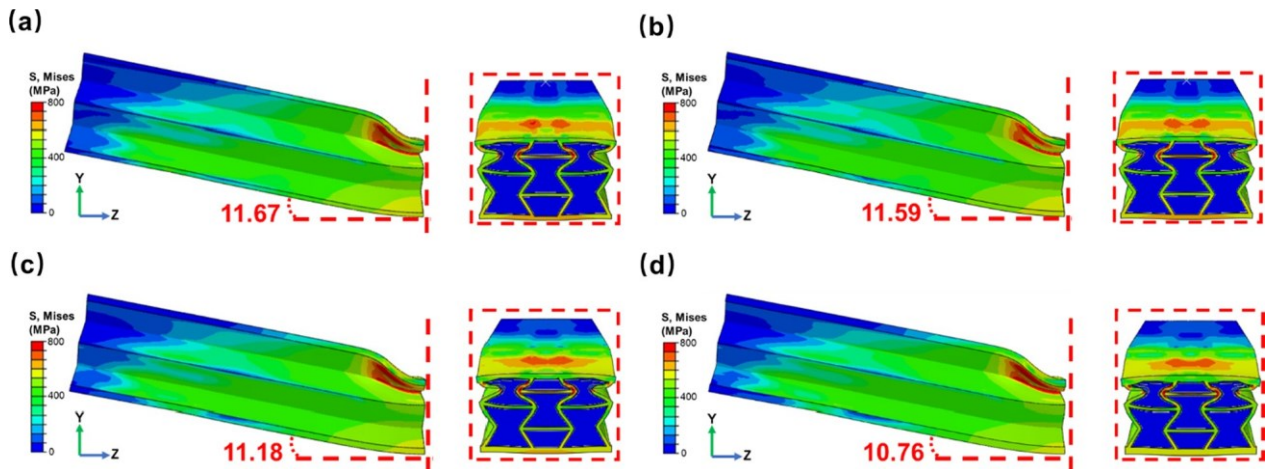 (a)
S, Mises
(MPa)
800
400
0
Y
Z
11.67
(b)
S, Mises
(MPa)
800
400
0
Y
Z
11.59
(c)
S, Mises
(MPa)
800
400
0
Y
Z
11.18
(d)
S, Mises
(MPa)
800
400
0
Y
Z
10.76